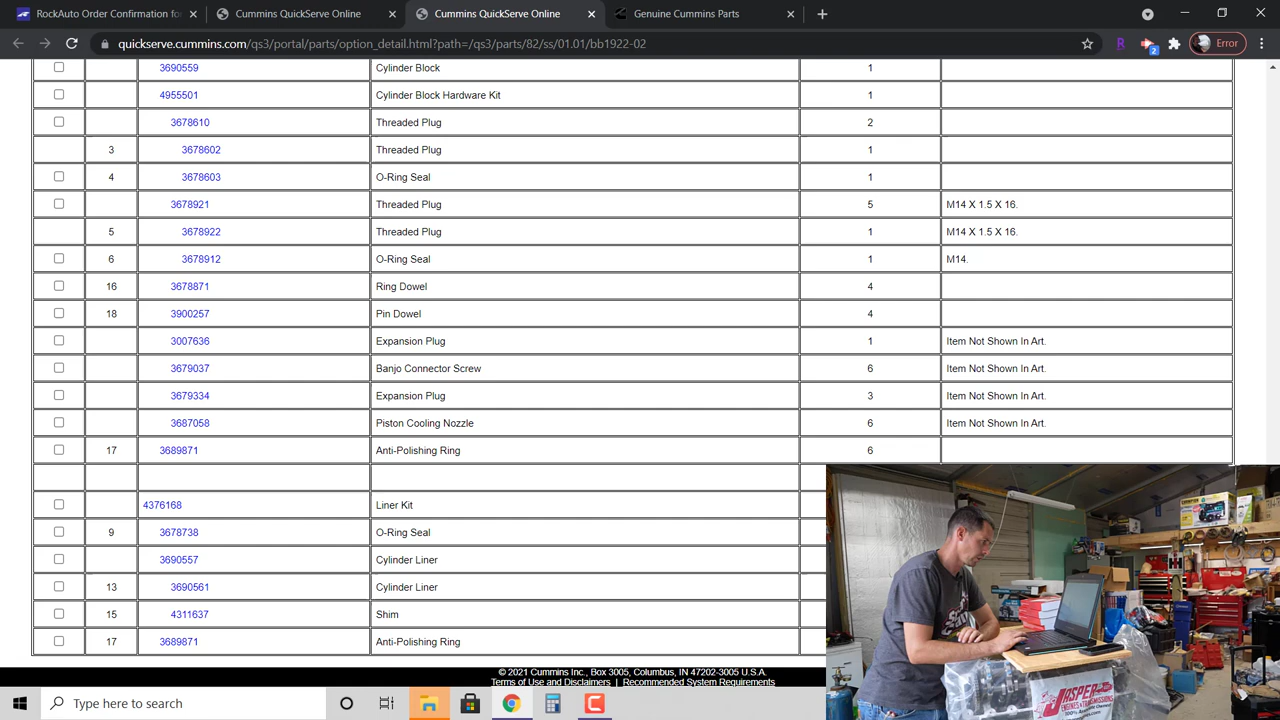 RockAuto Order Confirmation for
Cummins QuickServe Online
Cummins QuickServe Online
Genuine Cummins Parts
quickserve.cummins.com/qs3/portal/parts/option_detail.html?path=/qs3/parts/82/ss/01.01/bb1922-02
R
2
Error
3690559 Cylinder Block 1
4955501 Cylinder Block Hardware Kit 1
3678610 Threaded Plug 2
3 3678602 Threaded Plug 1
4 3678603 O-Ring Seal 1
3678921 Threaded Plug 5 M14 X 1.5 X 16.
5 3678922 Threaded Plug 1 M14 X 1.5 X 16.
6 3678912 O-Ring Seal 1 M14.
16 3678871 Ring Dowel 4
18 3900257 Pin Dowel 4
3007636 Expansion Plug 1 Item Not Shown In Art.
3679037 Banjo Connector Screw 6 Item Not Shown In Art.
3679334 Expansion Plug 3 Item Not Shown In Art.
3687058 Piston Cooling Nozzle 6 Item Not Shown In Art.
17 3689871 Anti-Polishing Ring 6
4376168 Liner Kit
9 3678738 O-Ring Seal
3690557 Cylinder Liner
13 3690561 Cylinder Liner
15 4311637 Shim
17 3689871 Anti-Polishing Ring
© 2021 Cummins Inc., Box 3005, Columbus, IN 47202-3005 U.S.A.
Terms of Use and Disclaimers | Recommended System Requirements
Type here to search
JASPER
ENGINES & TRANSMISSIONS